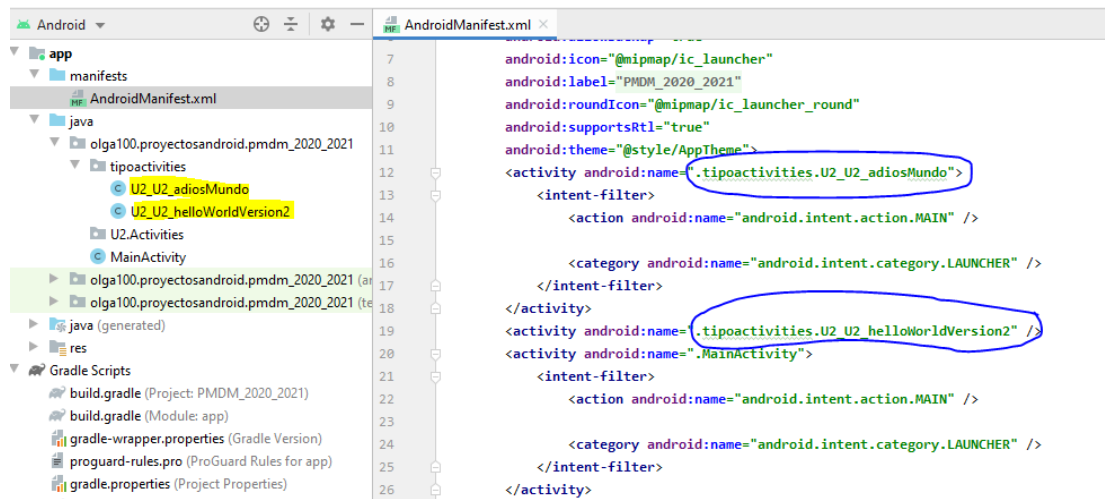 Android
AndroidManifest.xml
app
manifests
AndroidManifest.xml
java
olga100.proyectosandroid.pmdm_2020_2021
tipoactivities
U2_U2_adiosMundo
U2_U2_helloWorldVersion2
U2.Activities
MainActivity
olga100.proyectosandroid.pmdm_2020_2021 (ar
olga100.proyectosandroid.pmdm_2020_2021 (te
java (generated)
res
Gradle Scripts
build.gradle (Project: PMDM_2020_2021)
build.gradle (Module: app)
gradle-wrapper.properties (Gradle Version)
proguard-rules.pro (ProGuard Rules for app)
gradle.properties (Project Properties)
7 android:icon="@mipmap/ic_launcher"
8 android:label="PMDM_2020_2021"
9 android:roundIcon="@mipmap/ic_launcher_round"
10 android:supportsRtl="true"
11 android:theme="@style/AppTheme">
12 <activity android:name=".tipoactivities.U2_U2_adiosMundo">
13 <intent-filter>
14 <action android:name="android.intent.action.MAIN" />
15
16 <category android:name="android.intent.category.LAUNCHER" />
17 </intent-filter>
18 </activity>
19 <activity android:name=".tipoactivities.U2_U2_helloWorldVersion2" />
20 <activity android:name=".MainActivity">
21 <intent-filter>
22 <action android:name="android.intent.action.MAIN" />
23
24 <category android:name="android.intent.category.LAUNCHER" />
25 </intent-filter>
26 </activity>